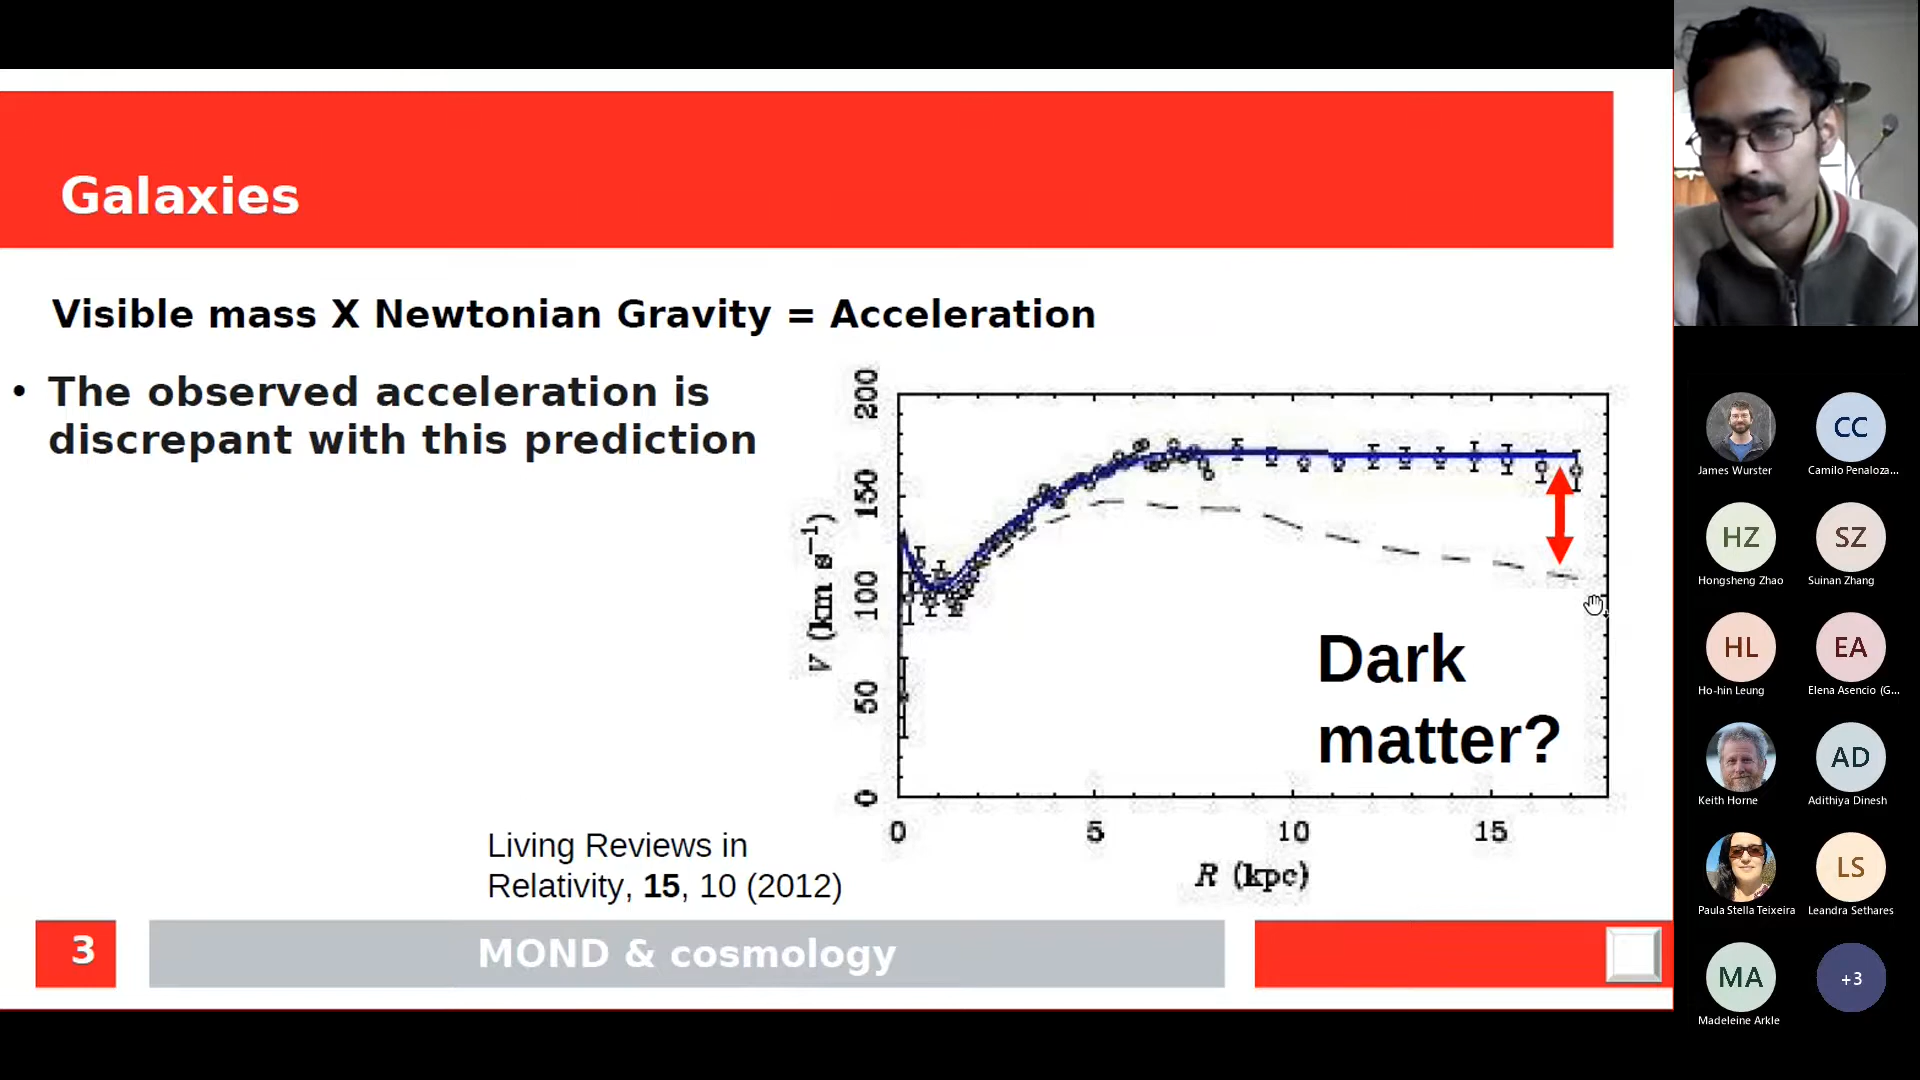 Galaxies
Visible mass X Newtonian Gravity = Acceleration
• The observed acceleration is
discrepant with this prediction
200
150
100
50
0
V (km s⁻¹)
0 5 10 15
R (kpc)
Dark
matter?
Living Reviews in
Relativity, 15, 10 (2012)
3
MOND & cosmology
James Wurster
CC
Camilo Penaloza...
HZ
Hongsheng Zhao
SZ
Suinan Zhang
HL
Ho-hin Leung
EA
Elena Asencio (G...
Keith Horne
AD
Adithiya Dinesh
Paula Stella Teixeira
LS
Leandra Sethares
MA
Madeleine Arkle
+3